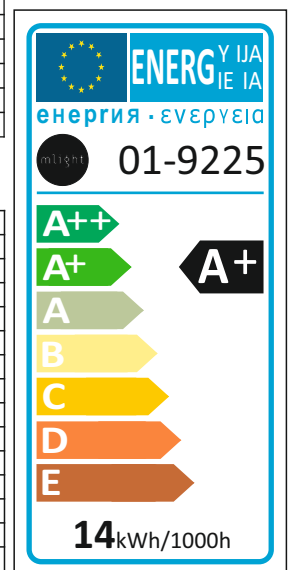 ENERG Y IJA
IE IA
енергия · ενεργεια
mlight 01-9225
A++
A+ A+
A
B
C
D
E
14kWh/1000h